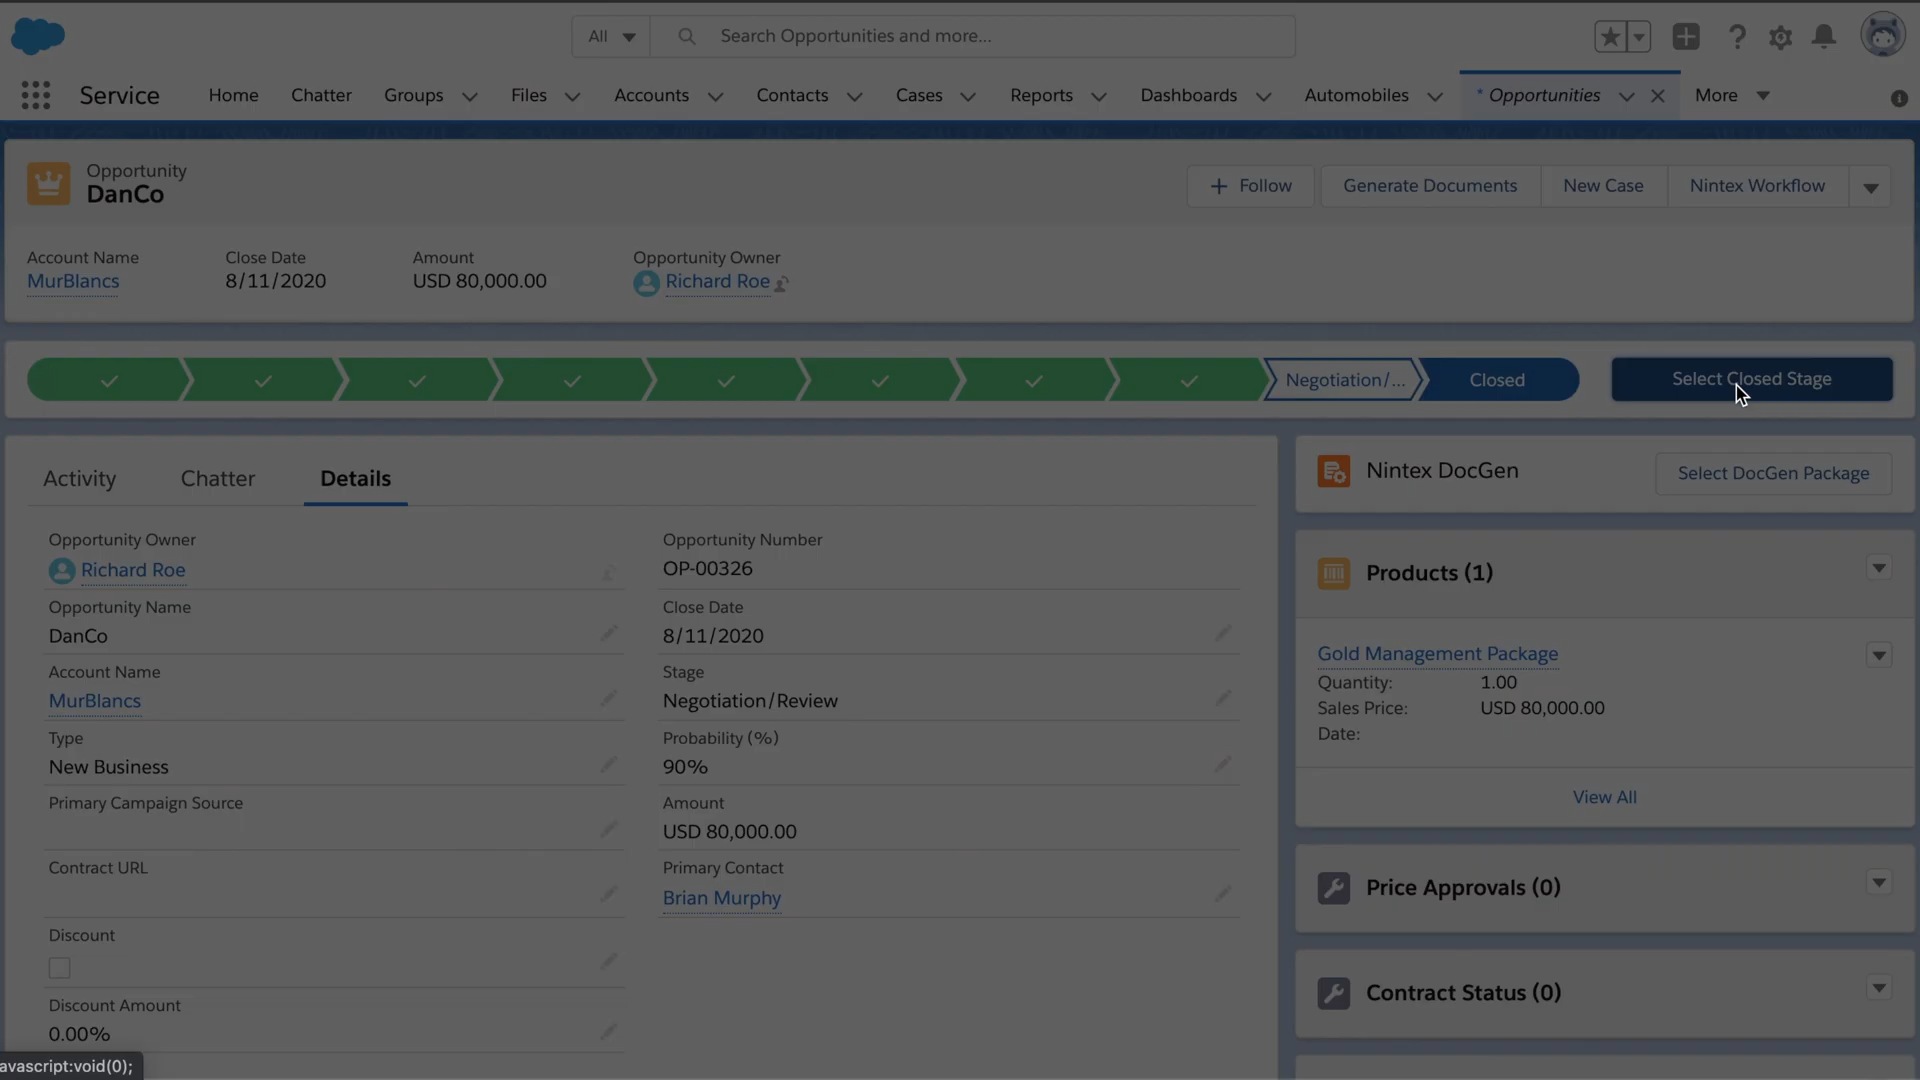 All
Search Opportunities and more...
Service
Home
Chatter
Groups
Files
Accounts
Contacts
Cases
Reports
Dashboards
Automobiles
* Opportunities
More
Opportunity
DanCo
Follow
Generate Documents
New Case
Nintex Workflow
Account Name
MurBlancs
Close Date
8/11/2020
Amount
USD 80,000.00
Opportunity Owner
Richard Roe
Negotiation/...
Closed
Select Closed Stage
Activity
Chatter
Details
Opportunity Owner
Richard Roe
Opportunity Name
DanCo
Account Name
MurBlancs
Type
New Business
Primary Campaign Source
Contract URL
Discount
Discount Amount
0.00%
Opportunity Number
OP-00326
Close Date
8/11/2020
Stage
Negotiation/Review
Probability (%)
90%
Amount
USD 80,000.00
Primary Contact
Brian Murphy
Nintex DocGen
Select DocGen Package
Products (1)
Gold Management Package
Quantity: 1.00
Sales Price: USD 80,000.00
Date:
View All
Price Approvals (0)
Contract Status (0)
avascript:void(0);